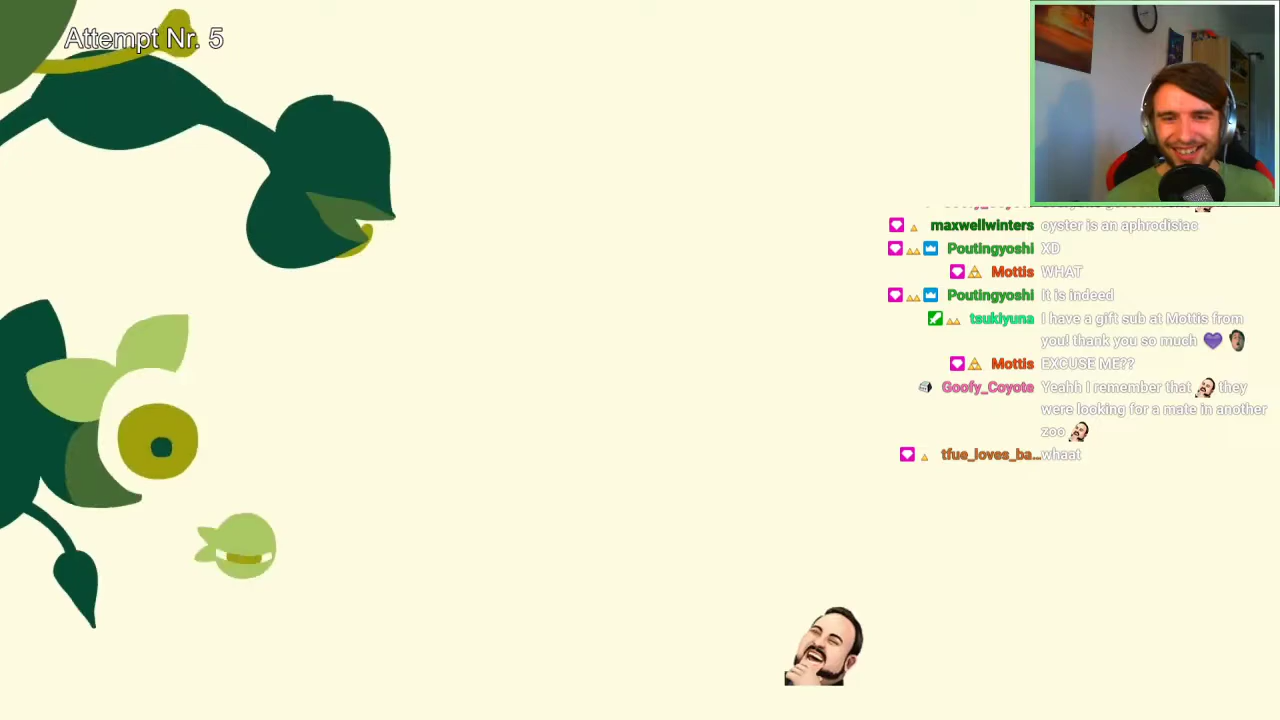 Attempt Nr. 5
maxwellwinters oyster is an aphrodisiac
Poutingyoshi XD
Mottis WHAT
Poutingyoshi It is indeed
tsukiyuna I have a gift sub at Mottis from
you! thank you so much
Mottis EXCUSE ME??
Goofy_Coyote Yeahh I remember that they
were looking for a mate in another
zoo
tfue_loves_ba... whaat